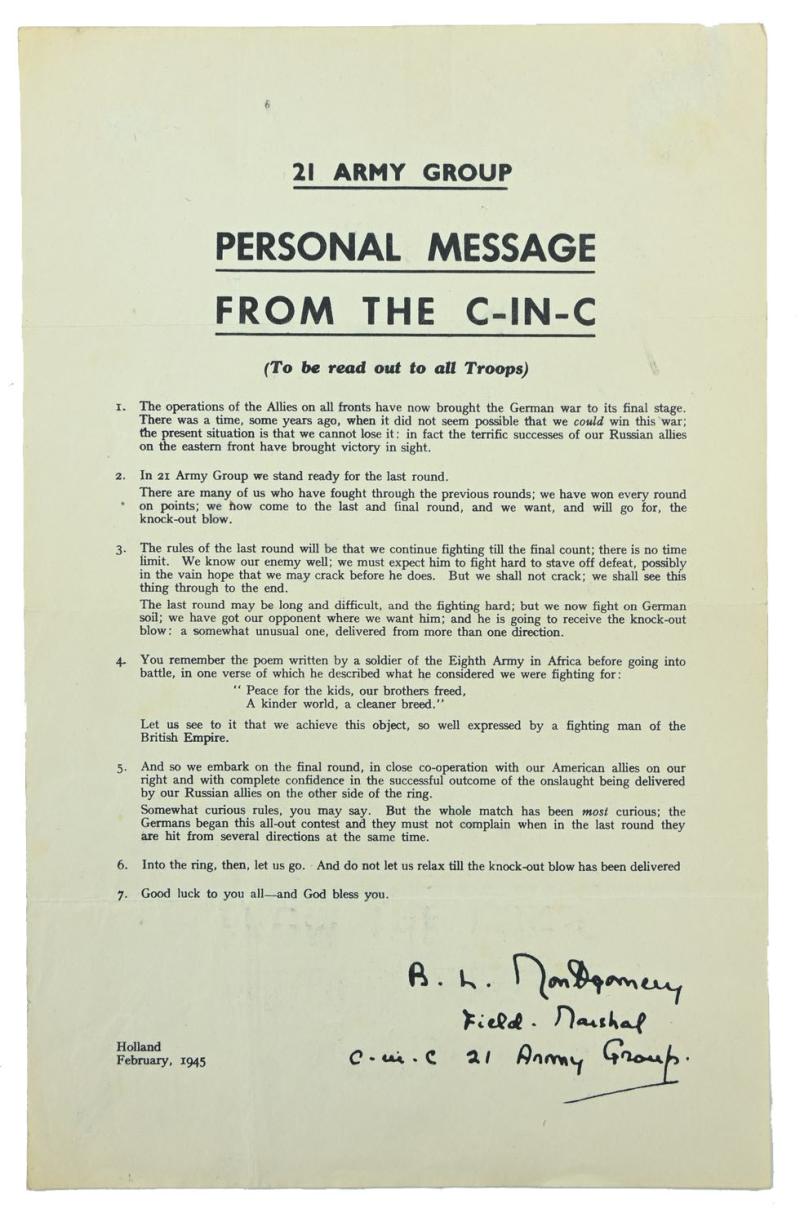 21 ARMY GROUP
PERSONAL MESSAGE
FROM THE C-IN-C
(To be read out to all Troops)
1. The operations of the Allies on all fronts have now brought the German war to its final stage.
There was a time, some years ago, when it did not seem possible that we could win this war;
the present situation is that we cannot lose it: in fact the terrific successes of our Russian allies
on the eastern front have brought victory in sight.
2. In 21 Army Group we stand ready for the last round.
There are many of us who have fought through the previous rounds; we have won every round
on points; we now come to the last and final round, and we want, and will go for, the
knock-out blow.
3. The rules of the last round will be that we continue fighting till the final count; there is no time
limit. We know our enemy well; we must expect him to fight hard to stave off defeat, possibly
in the vain hope that we may crack before he does. But we shall not crack; we shall see this
thing through to the end.
The last round may be long and difficult, and the fighting hard; but we now fight on German
soil; we have got our opponent where we want him; and he is going to receive the knock-out
blow: a somewhat unusual one, delivered from more than one direction.
4. You remember the poem written by a soldier of the Eighth Army in Africa before going into
battle, in one verse of which he described what he considered we were fighting for:
" Peace for the kids, our brothers freed,
A kinder world, a cleaner breed."
Let us see to it that we achieve this object, so well expressed by a fighting man of the
British Empire.
5. And so we embark on the final round, in close co-operation with our American allies on our
right and with complete confidence in the successful outcome of the onslaught being delivered
by our Russian allies on the other side of the ring.
Somewhat curious rules, you may say. But the whole match has been most curious; the
Germans began this all-out contest and they must not complain when in the last round they
are hit from several directions at the same time.
6. Into the ring, then, let us go. And do not let us relax till the knock-out blow has been delivered
7. Good luck to you all—and God bless you.
B. L. Montgomery
Field-Marshal
C-in-C 21 Army Group.
Holland
February, 1945